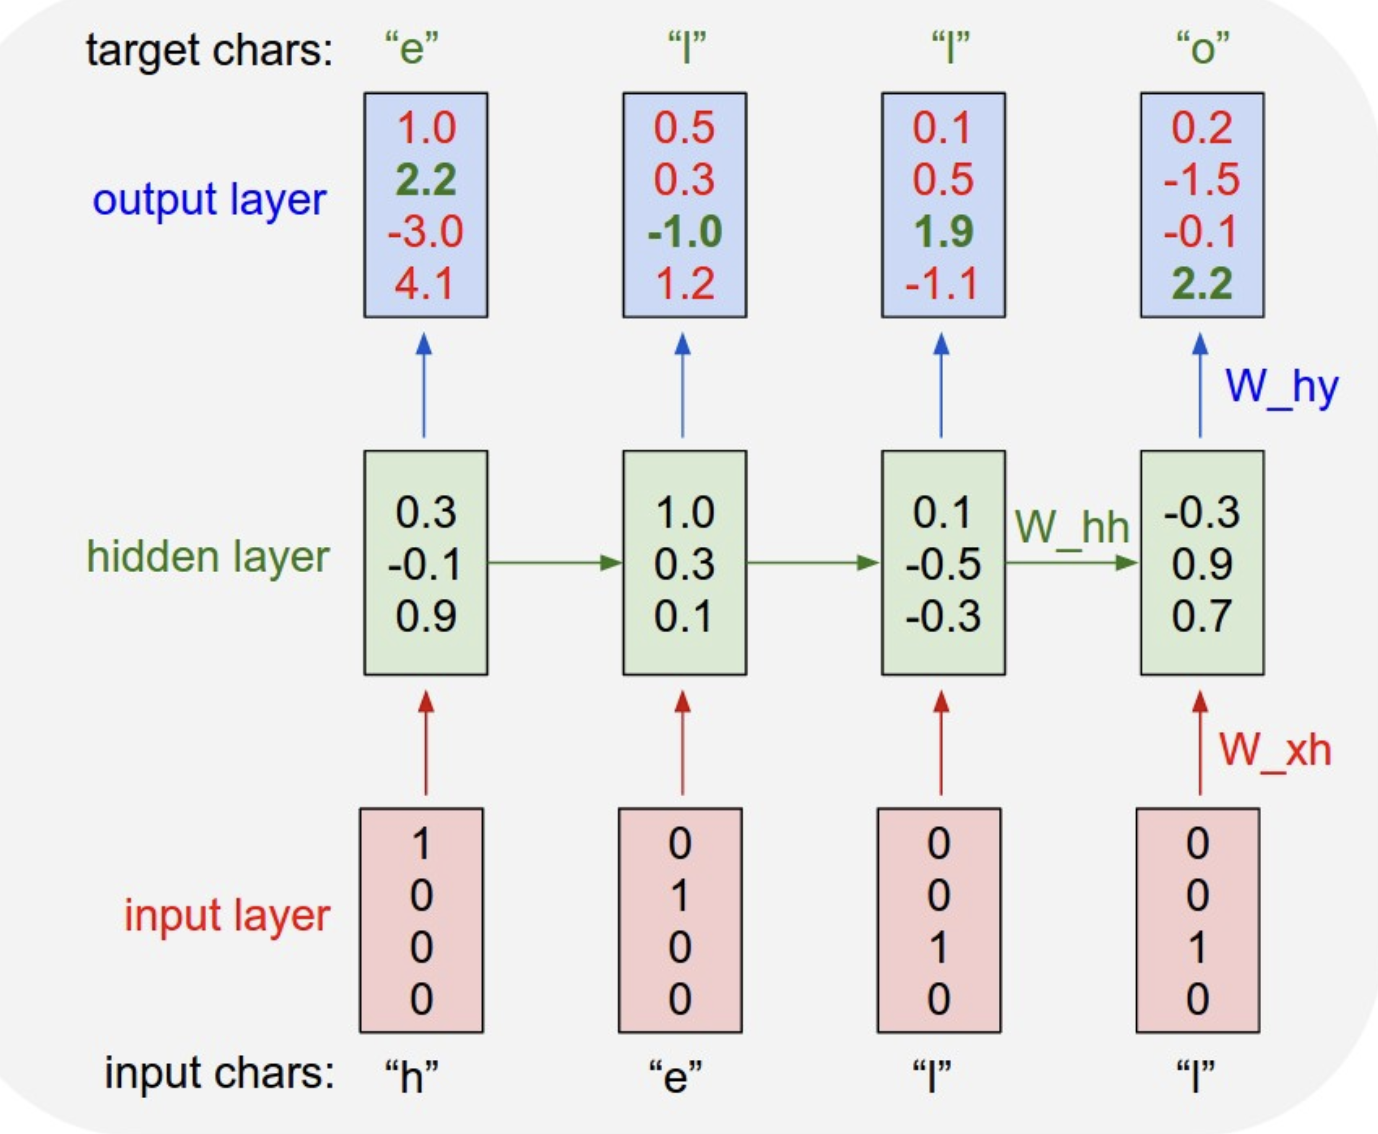 target chars: “e” “l” “l” “o”
1.0 0.5 0.1 0.2
2.2 0.3 0.5 -1.5
output layer
-3.0 -1.0 1.9 -0.1
4.1 1.2 -1.1 2.2
W_hy
0.3 1.0 0.1 W_hh -0.3
hidden layer -0.1 0.3 -0.5 0.9
0.9 0.1 -0.3 0.7
W_xh
1 0 0 0
0 1 0 0
input layer
0 0 1 1
0 0 0 0
input chars: “h” “e” “l” “l”